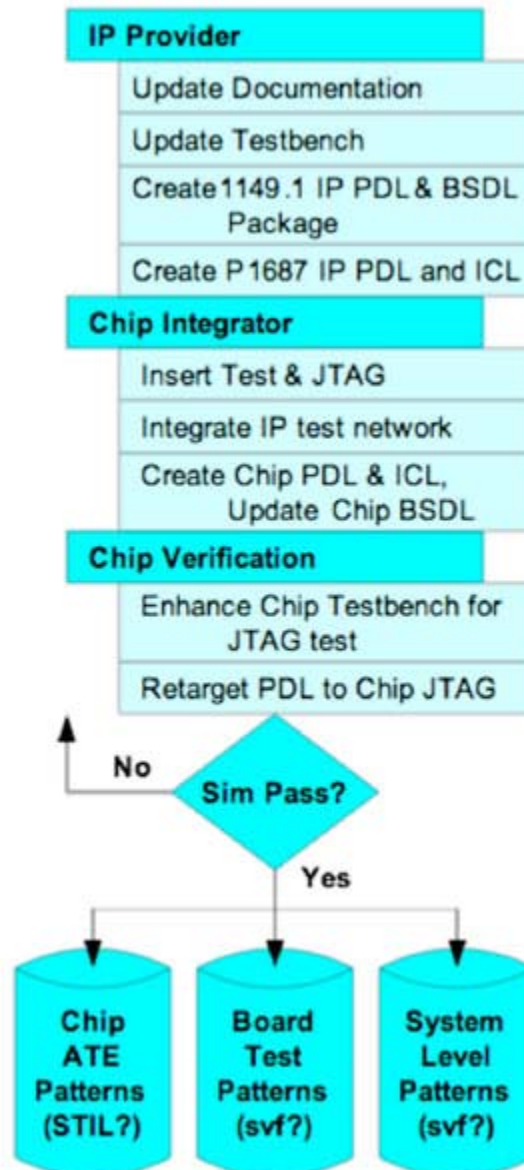 IP Provider
Update Documentation
Update Testbench
Create 1149.1 IP PDL & BSDL
Package
Create P1687 IP PDL and ICL
Chip Integrator
Insert Test & JTAG
Integrate IP test network
Create Chip PDL & ICL,
Update Chip BSDL
Chip Verification
Enhance Chip Testbench for
JTAG test
Retarget PDL to Chip JTAG
No
Sim Pass?
Yes
Chip
ATE
Patterns
(STIL?)
Board
Test
Patterns
(svf?)
System
Level
Patterns
(svf?)